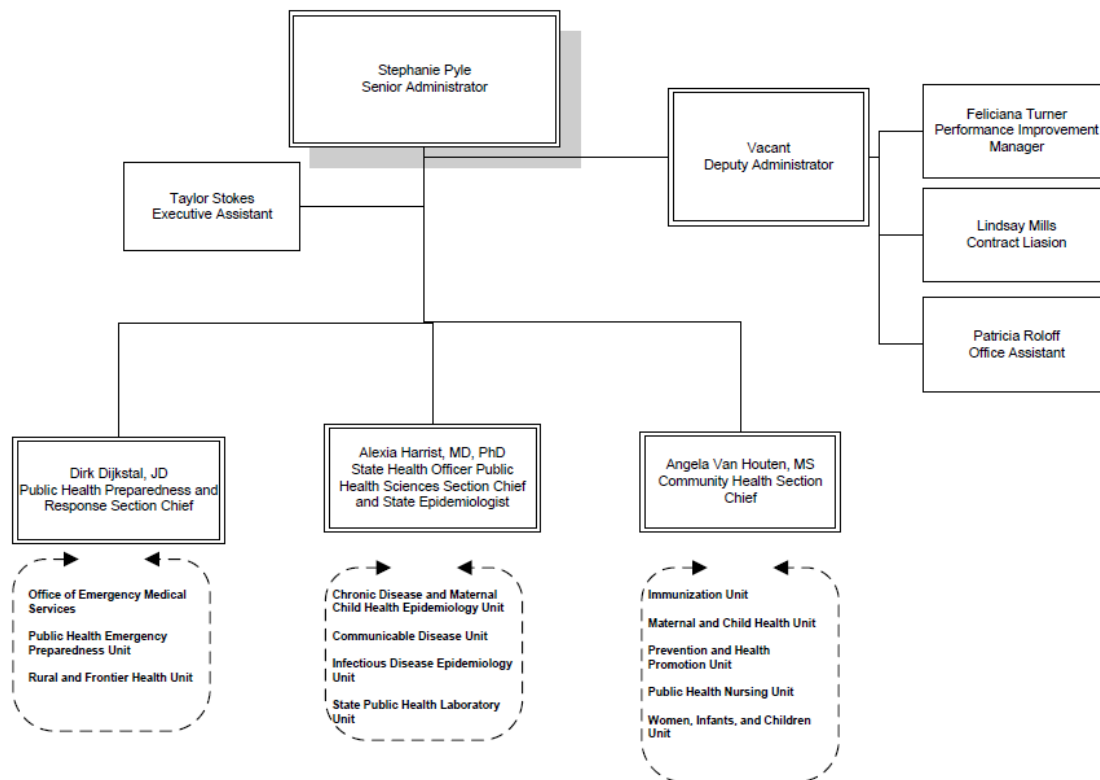 Stephanie Pyle
Senior Administrator
Vacant
Deputy Administrator
Feliciana Turner
Performance Improvement
Manager
Taylor Stokes
Executive Assistant
Lindsay Mills
Contract Liasion
Patricia Roloff
Office Assistant
Dirk Dijkstal, JD
Public Health Preparedness and
Response Section Chief
Alexia Harrist, MD, PhD
State Health Officer Public
Health Sciences Section Chief
and State Epidemiologist
Angela Van Houten, MS
Community Health Section
Chief
Office of Emergency Medical
Services
Public Health Emergency
Preparedness Unit
Rural and Frontier Health Unit
Chronic Disease and Maternal
Child Health Epidemiology Unit
Communicable Disease Unit
Infectious Disease Epidemiology
Unit
State Public Health Laboratory
Unit
Immunization Unit
Maternal and Child Health Unit
Prevention and Health
Promotion Unit
Public Health Nursing Unit
Women, Infants, and Children
Unit